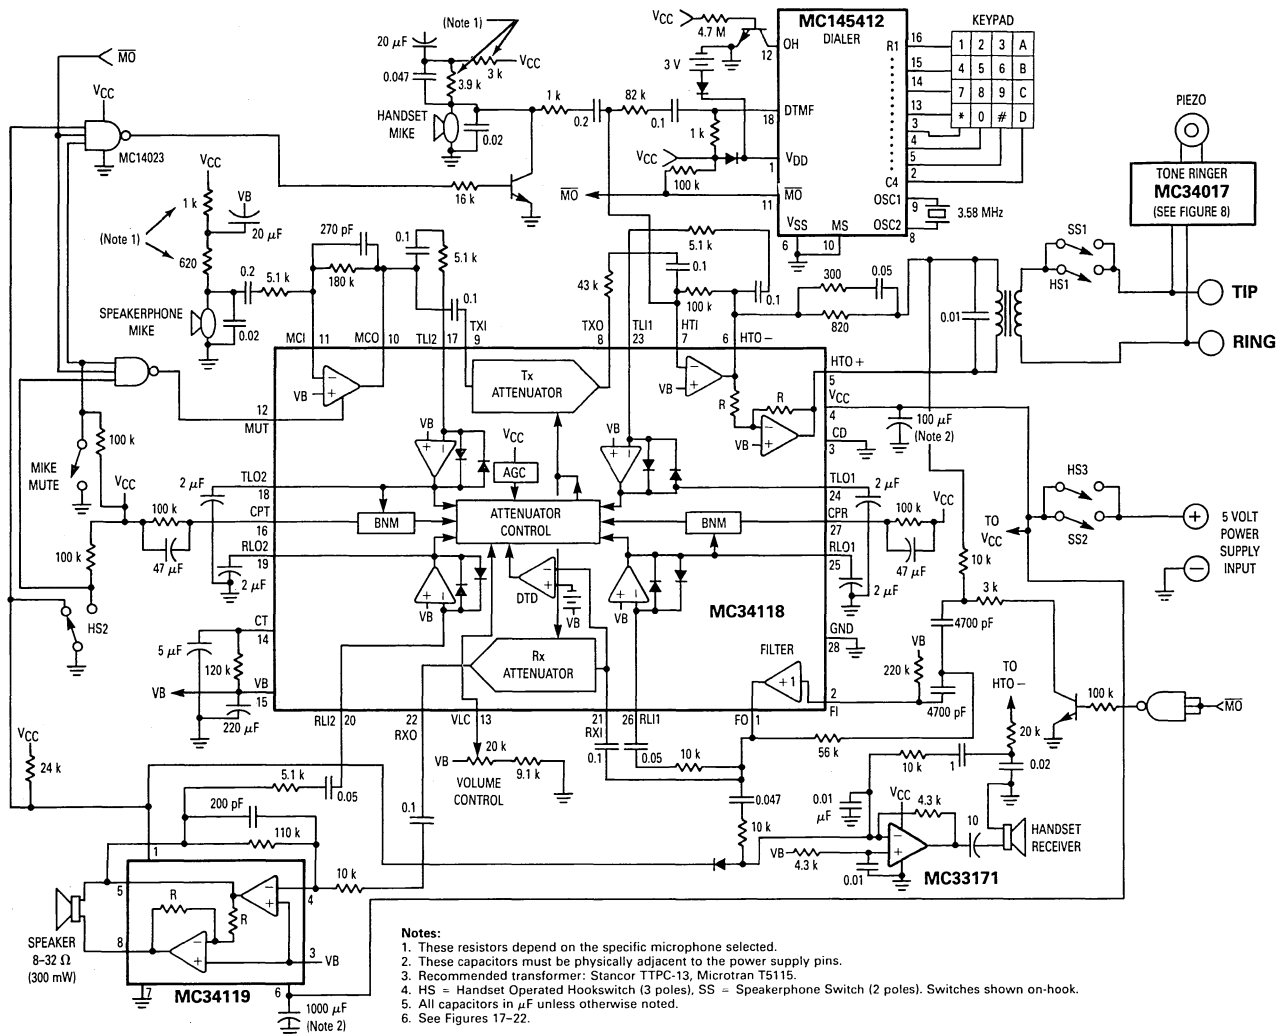 MO
VCC
MC14023
(Note 1)
20 μF
0.047
3.9 k
3 k
VCC
HANDSET
MIKE
0.02
1 k
0.2
82 k
0.1
VCC
4.7 M
3 V
MC145412
DIALER
OH
12
R1
16
15
14
13
3
4
5
2
DTMF
18
1 k
VCC
VDD
1
100 k
MO
MO
11
C4
OSC1
9
OSC2
8
3.58 MHz
VSS
MS
6
10
KEYPAD
1 2 3 A
4 5 6 B
7 8 9 C
* 0 # D
PIEZO
TONE RINGER
MC34017
(SEE FIGURE 8)
16 k
VCC
1 k
VB
20 μF
(Note 1)
620
270 pF
180 k
0.2
5.1 k
SPEAKERPHONE
MIKE
0.02
0.1
5.1 k
0.1
43 k
0.1
100 k
5.1 k
0.1
300
0.05
820
0.01
SS1
HS1
TIP
RING
MCI 11
MCO 10
TLI2 17
TXI
9
TXO
8
TLI1
23
HTI
7
6
HTO –
HTO +
5
VB
Tx
ATTENUATOR
VB
R
R
VB
12
MUT
VCC
4
100 μF
(Note 2)
CD
3
100 k
MIKE
MUTE
VCC
100 k
47 μF
2 μF
2 μF
100 k
HS2
TLO2
18
CPT
16
RLO2
19
VB
VCC
AGC
BNM
ATTENUATOR
CONTROL
VB
BNM
DTD
VB
VB
VB
MC34118
TLO1
24
CPR
27
RLO1
25
2 μF
100 k
VCC
47 μF
2 μF
TO
VCC
HS3
SS2
5 VOLT
POWER
SUPPLY
INPUT
10 k
3 k
4700 pF
CT
14
5 μF
120 k
VB
VB
15
220 μF
Rx
ATTENUATOR
FILTER
+1
GND
28
VB
220 k
2
FI
4700 pF
TO
HTO –
100 k
MO
RLI2 20
22
RXO
VLC 13
21
RXI
26 RLI1
FO 1
56 k
20 k
VCC
24 k
VB
20 k
9.1 k
VOLUME
CONTROL
0.1
0.05
10 k
10 k
1
0.02
5.1 k
0.05
200 pF
110 k
0.1
0.047
10 k
0.01
μF
VCC
4.3 k
10
HANDSET
RECEIVER
VB
4.3 k
0.01
MC33171
1
10 k
5
4
R
R
SPEAKER
8–32 Ω
(300 mW)
8
3
VB
7
MC34119
6
1000 μF
(Note 2)
Notes:
1. These resistors depend on the specific microphone selected.
2. These capacitors must be physically adjacent to the power supply pins.
3. Recommended transformer: Stancor TTPC-13, Microtran T5115.
4. HS = Handset Operated Hookswitch (3 poles), SS = Speakerphone Switch (2 poles). Switches shown on-hook.
5. All capacitors in μF unless otherwise noted.
6. See Figures 17–22.